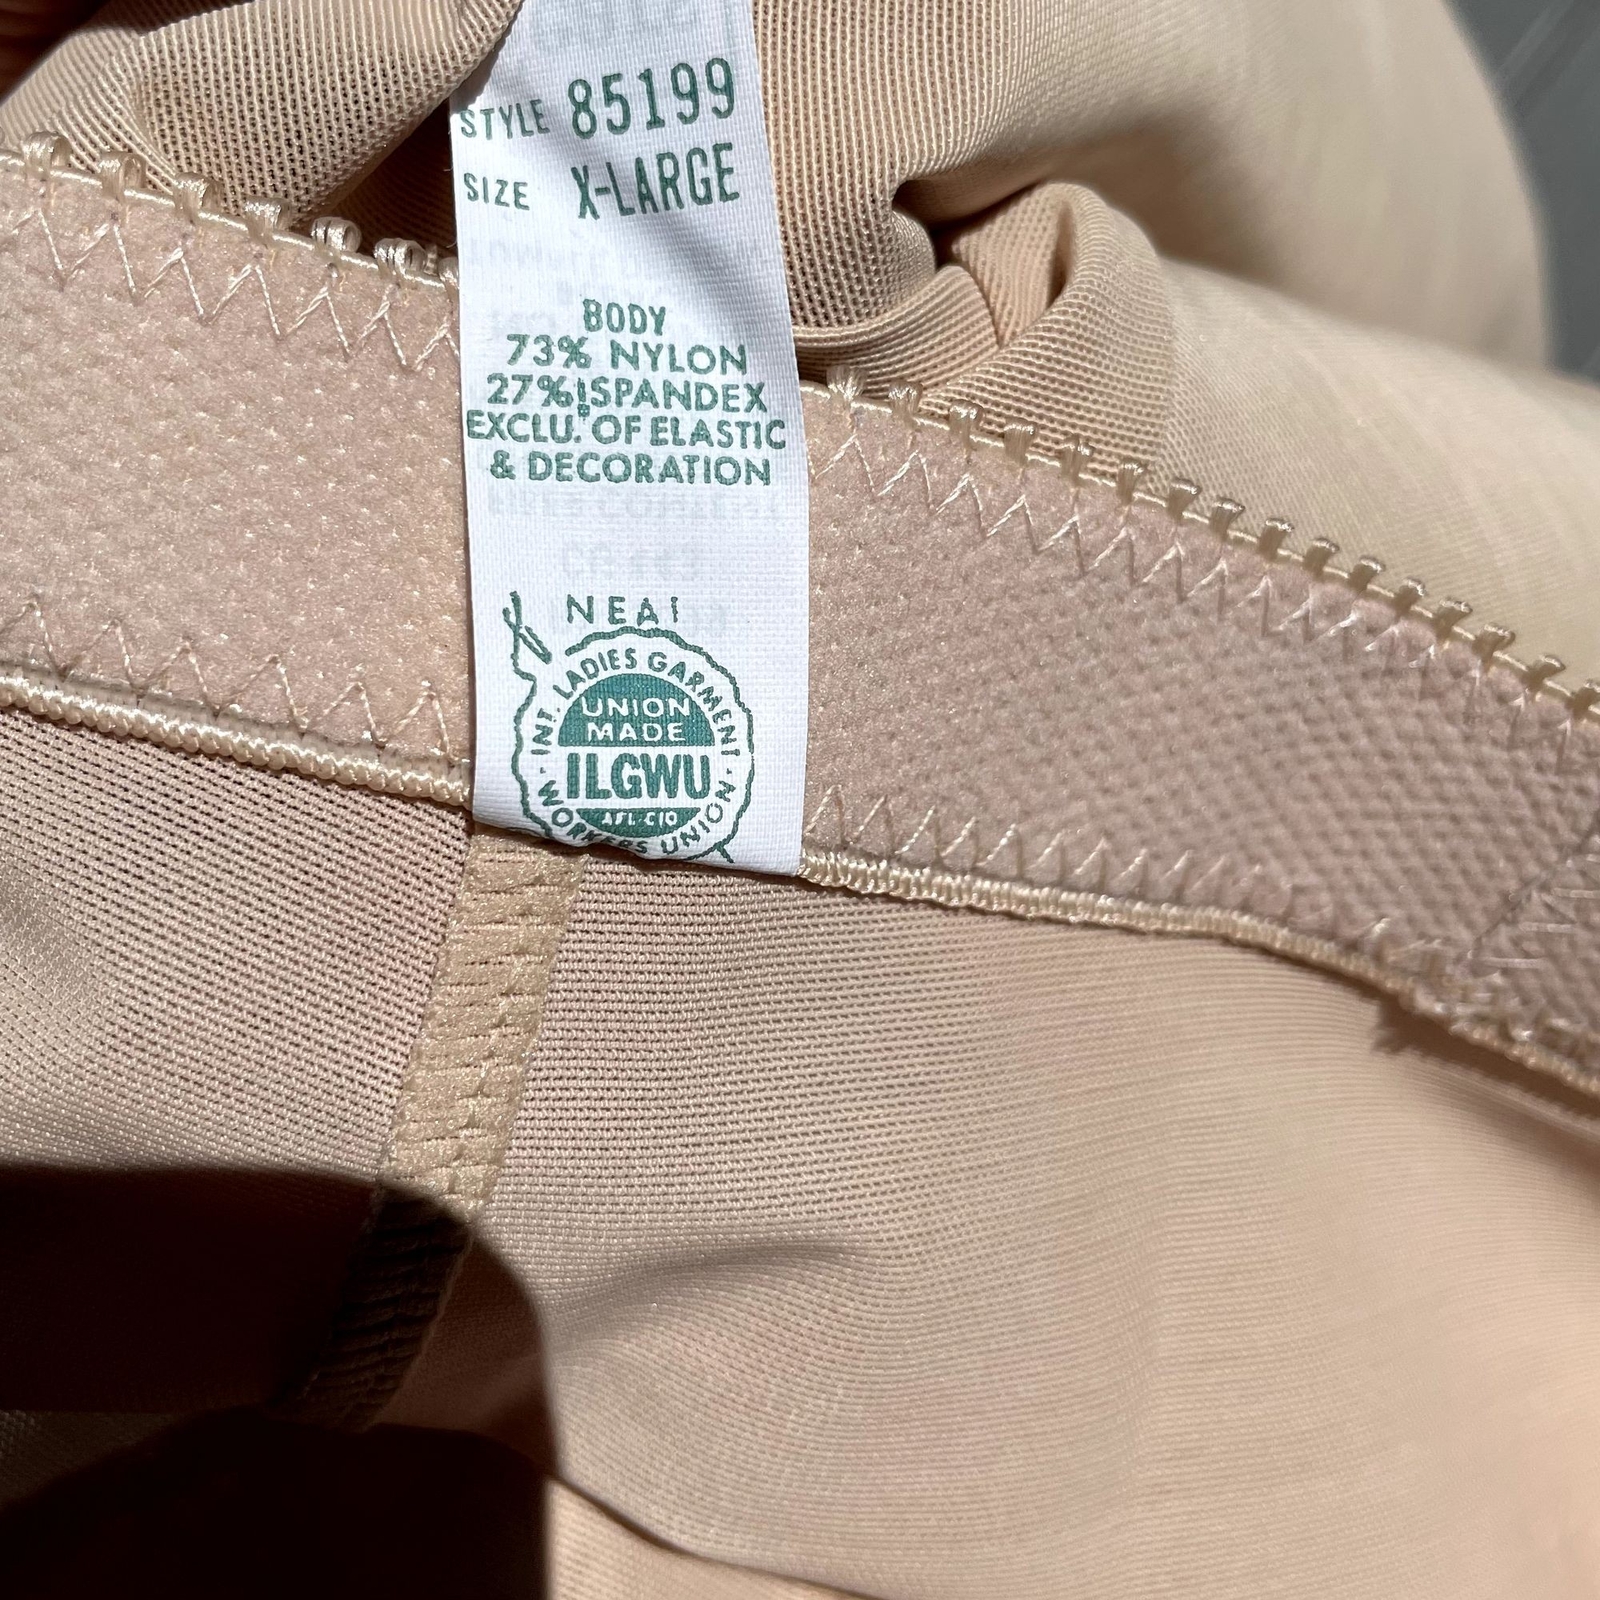 STYLE 85199
SIZE X-LARGE
BODY
73% NYLON
27% SPANDEX
EXCLU. OF ELASTIC
& DECORATION
INT. LADIES GARMENT
WORKERS UNION
UNION
MADE
ILGWU
AFL-CIO